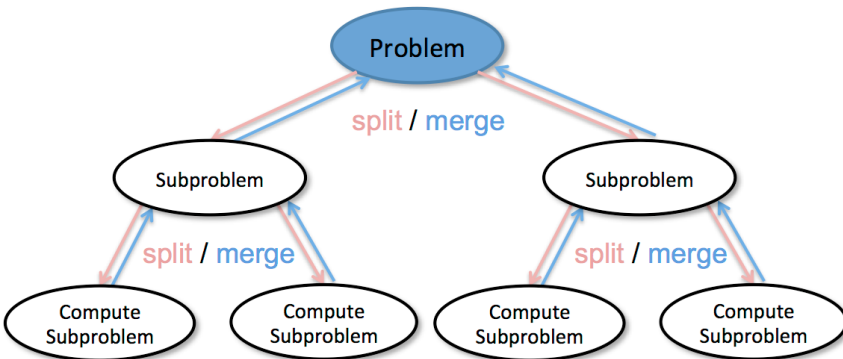 Problem
split / merge
Subproblem
Subproblem
split / merge
split / merge
Compute
Subproblem
Compute
Subproblem
Compute
Subproblem
Compute
Subproblem